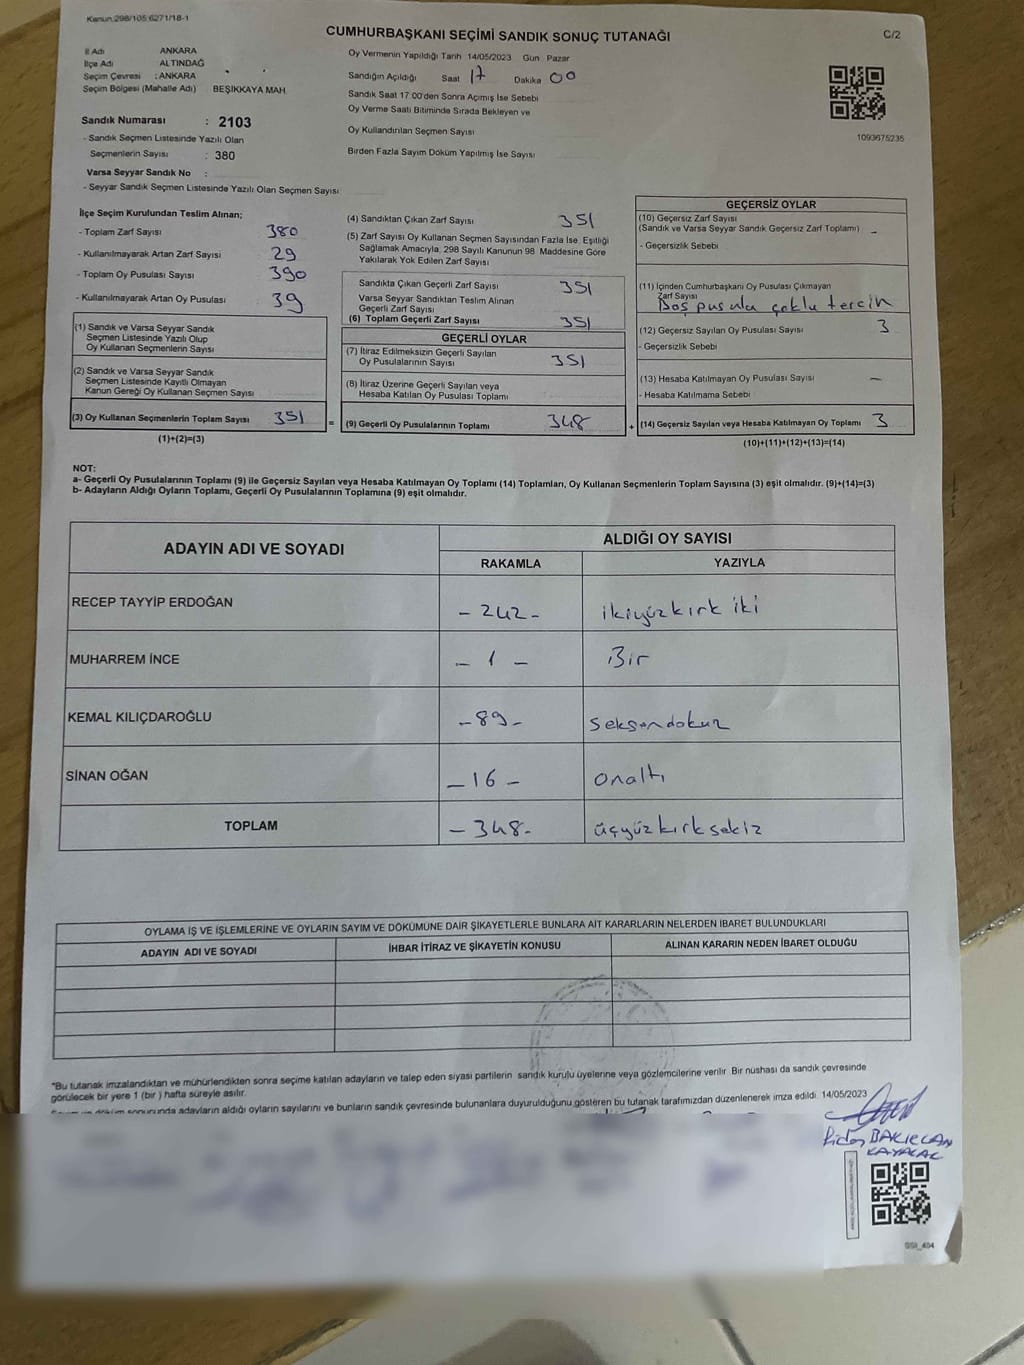 Kanun:298/105;6271/18-1
CUMHURBAŞKANI SEÇİMİ SANDIK SONUÇ TUTANAĞI
C/2
İl Adı ANKARA
İlçe Adı ALTINDAĞ
Seçim Çevresi : ANKARA
Seçim Bölgesi (Mahalle Adı) BEŞİKKAYA MAH.
Sandık Numarası : 2103
- Sandık Seçmen Listesinde Yazılı Olan
Seçmenlerin Sayısı : 380
Varsa Seyyar Sandık No :
- Seyyar Sandık Seçmen Listesinde Yazılı Olan Seçmen Sayısı
Oy Vermenin Yapıldığı Tarih 14/05/2023 Gün Pazar
Sandığın Açıldığı Saat 17 Dakika 00
Sandık Saat 17:00'den Sonra Açımış İse Sebebi
Oy Verme Saati Bitiminde Sırada Bekleyen ve
Oy Kullandırılan Seçmen Sayısı
Birden Fazla Sayım Döküm Yapılmış İse Sayısı
1093675235
İlçe Seçim Kurulundan Teslim Alınan;
- Toplam Zarf Sayısı 380
- Kullanılmayarak Artan Zarf Sayısı 29
- Toplam Oy Pusulası Sayısı 390
- Kullanılmayarak Artan Oy Pusulası 39
(1) Sandık ve Varsa Seyyar Sandık
Seçmen Listesinde Yazılı Olup
Oy Kullanan Seçmenlerin Sayısı
(2) Sandık ve Varsa Seyyar Sandık
Seçmen Listesinde Kayıtlı Olmayan
Kanun Gereği Oy Kullanan Seçmen Sayısı
(3) Oy Kullanan Seçmenlerin Toplam Sayısı 351
(1)+(2)=(3)
(4) Sandıktan Çıkan Zarf Sayısı 351
(5) Zarf Sayısı Oy Kullanan Seçmen Sayısından Fazla İse, Eşitliği
Sağlamak Amacıyla, 298 Sayılı Kanunun 98. Maddesine Göre
Yakılarak Yok Edilen Zarf Sayısı
Sandıkta Çıkan Geçerli Zarf Sayısı 351
Varsa Seyyar Sandıktan Teslim Alınan
Geçerli Zarf Sayısı
(6) Toplam Geçerli Zarf Sayısı 351
GEÇERLİ OYLAR
(7) İtiraz Edilmeksizin Geçerli Sayılan
Oy Pusulalarının Sayısı 351
(8) İtiraz Üzerine Geçerli Sayılan veya
Hesaba Katılan Oy Pusulası Toplamı
= (9) Geçerli Oy Pusulalarının Toplamı 348
GEÇERSİZ OYLAR
(10) Geçersiz Zarf Sayısı
(Sandık ve Varsa Seyyar Sandık Geçersiz Zarf Toplamı) -
- Geçersizlik Sebebi
(11) İçinden Cumhurbaşkanı Oy Pusulası Çıkmayan
Zarf Sayısı
Boş pusula çoklu tercih
(12) Geçersiz Sayılan Oy Pusulası Sayısı 3
- Geçersizlik Sebebi
(13) Hesaba Katılmayan Oy Pusulası Sayısı -
- Hesaba Katılmama Sebebi
+ (14) Geçersiz Sayılan veya Hesaba Katılmayan Oy Toplamı 3
(10)+(11)+(12)+(13)=(14)
NOT:
a- Geçerli Oy Pusulalarının Toplamı (9) ile Geçersiz Sayılan veya Hesaba Katılmayan Oy Toplamı (14) Toplamları, Oy Kullanan Seçmenlerin Toplam Sayısına (3) eşit olmalıdır. (9)+(14)=(3)
b- Adayların Aldığı Oyların Toplamı, Geçerli Oy Pusulalarının Toplamına (9) eşit olmalıdır.
ADAYIN ADI VE SOYADI
ALDIĞI OY SAYISI
RAKAMLA YAZIYLA
RECEP TAYYİP ERDOĞAN - 242 - ikiyüzkırk iki
MUHARREM İNCE - 1 - Bir
KEMAL KILIÇDAROĞLU - 89 - Seksendokuz
SİNAN OĞAN - 16 - onaltı
TOPLAM - 348 - üçyüzkırksekiz
OYLAMA İŞ VE İŞLEMLERİNE VE OYLARIN SAYIM VE DÖKÜMÜNE DAİR ŞİKAYETLERLE BUNLARA AİT KARARLARIN NELERDEN İBARET BULUNDUKLARI
ADAYIN ADI VE SOYADI İHBAR İTİRAZ VE ŞİKAYETİN KONUSU ALINAN KARARIN NEDEN İBARET OLDUĞU
"Bu tutanak imzalandıktan ve mühürlendikten sonra seçime katılan adayların ve talep eden siyasi partilerin sandık kurulu üyelerine veya gözlemcilerine verilir. Bir nüshası da sandık çevresinde
görülecek bir yere 1 (bir ) hafta süreyle asılır.
sonunda adayların aldığı oyların sayılarını ve bunların sandık çevresinde bulunanlara duyurulduğunu gösteren bu tutanak tarafımızdan düzenlenerek imza edildi. 14/05/2023
BAKIRCAN